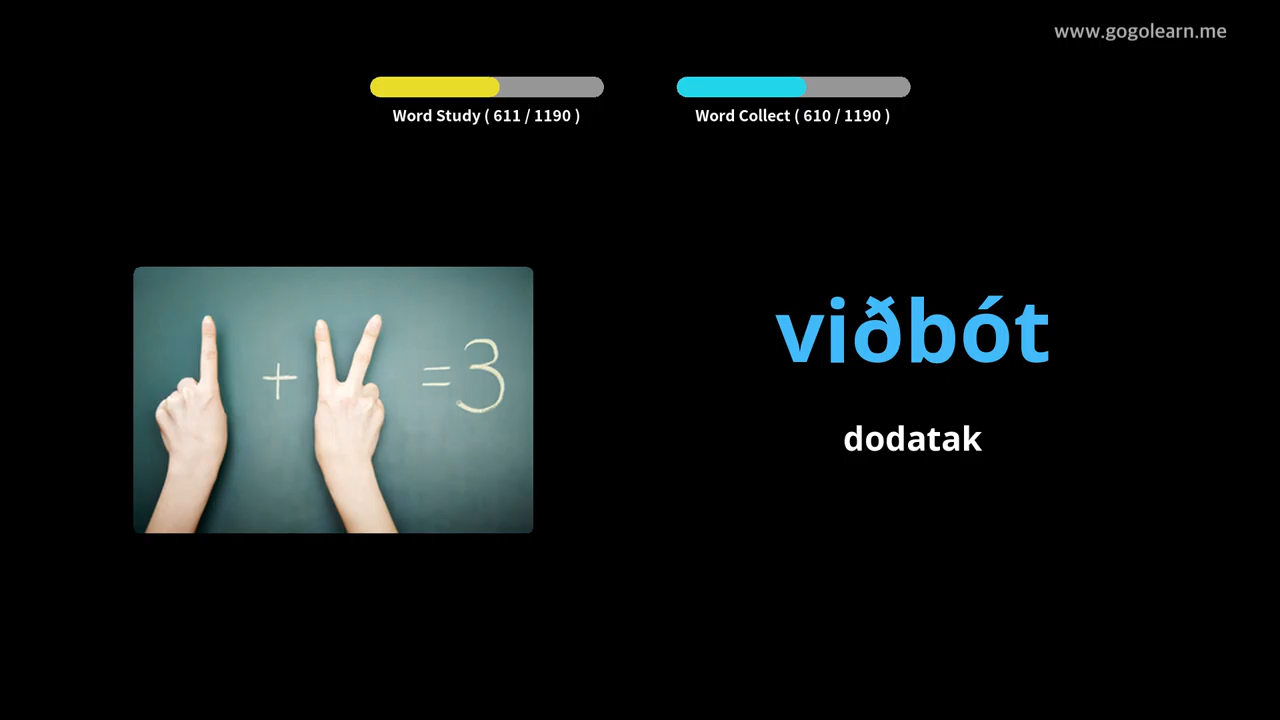 www.gogolearn.me
Word Study ( 611 / 1190 )
Word Collect ( 610 / 1190 )
+ = 3
viðbót
dodatak